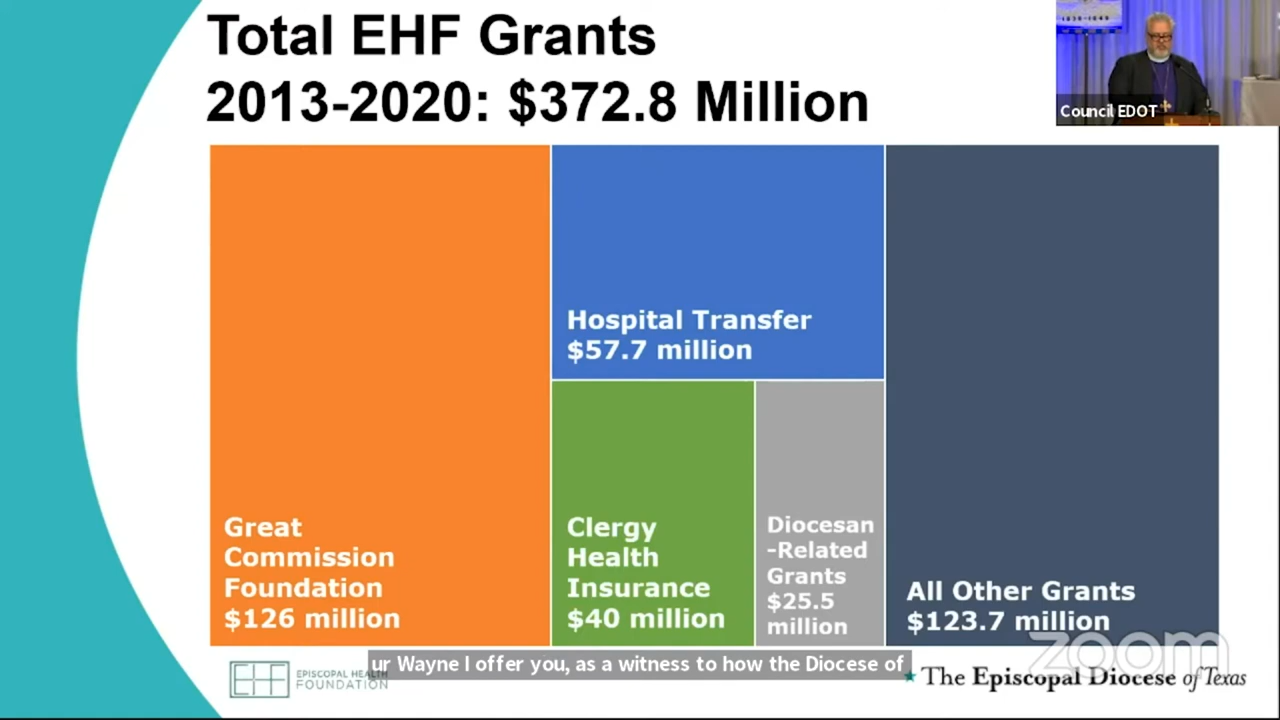 Total EHF Grants
2013-2020: $372.8 Million
1838-1849
Council EDOT
Hospital Transfer
$57.7 million
Great
Commission
Foundation
$126 million
Clergy
Health
Insurance
$40 million
Diocesan
-Related
Grants
$25.5
million
All Other Grants
$123.7 million
zoom
ur Wayne I offer you, as a witness to how the Diocese of
EHF
EPISCOPAL HEALTH
FOUNDATION
The Episcopal Diocese of Texas